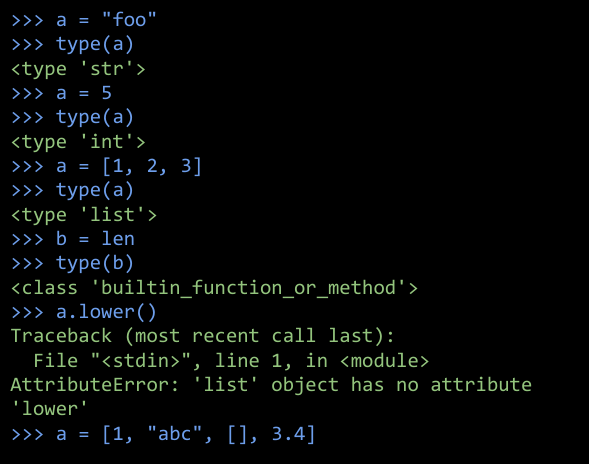 >>> a = "foo"
>>> type(a)
<type 'str'>
>>> a = 5
>>> type(a)
<type 'int'>
>>> a = [1, 2, 3]
>>> type(a)
<type 'list'>
>>> b = len
>>> type(b)
<class 'builtin_function_or_method'>
>>> a.lower()
Traceback (most recent call last):
  File "<stdin>", line 1, in <module>
AttributeError: 'list' object has no attribute
'lower'
>>> a = [1, "abc", [], 3.4]